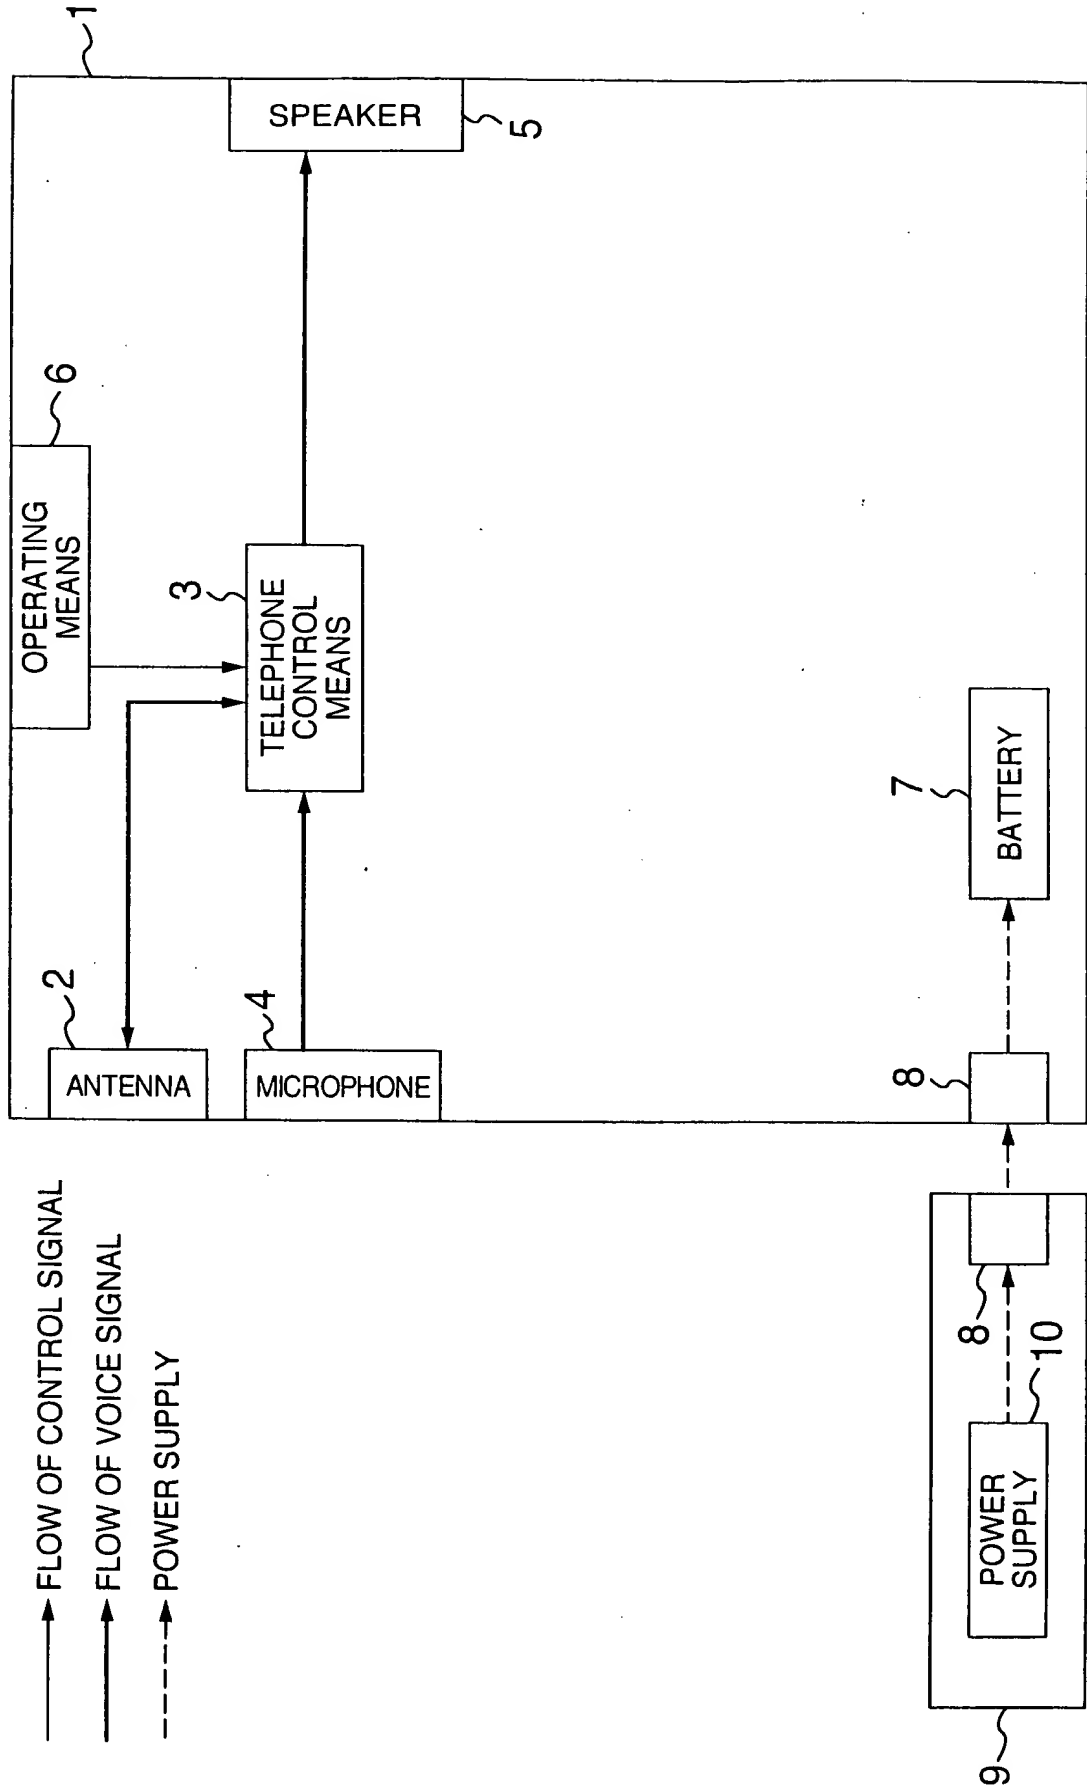 FLOW OF CONTROL SIGNAL
FLOW OF VOICE SIGNAL
POWER SUPPLY
1
2
ANTENNA
6
OPERATING
MEANS
3
TELEPHONE
CONTROL
MEANS
4
MICROPHONE
SPEAKER
5
7
BATTERY
8
8
POWER
SUPPLY
10
9